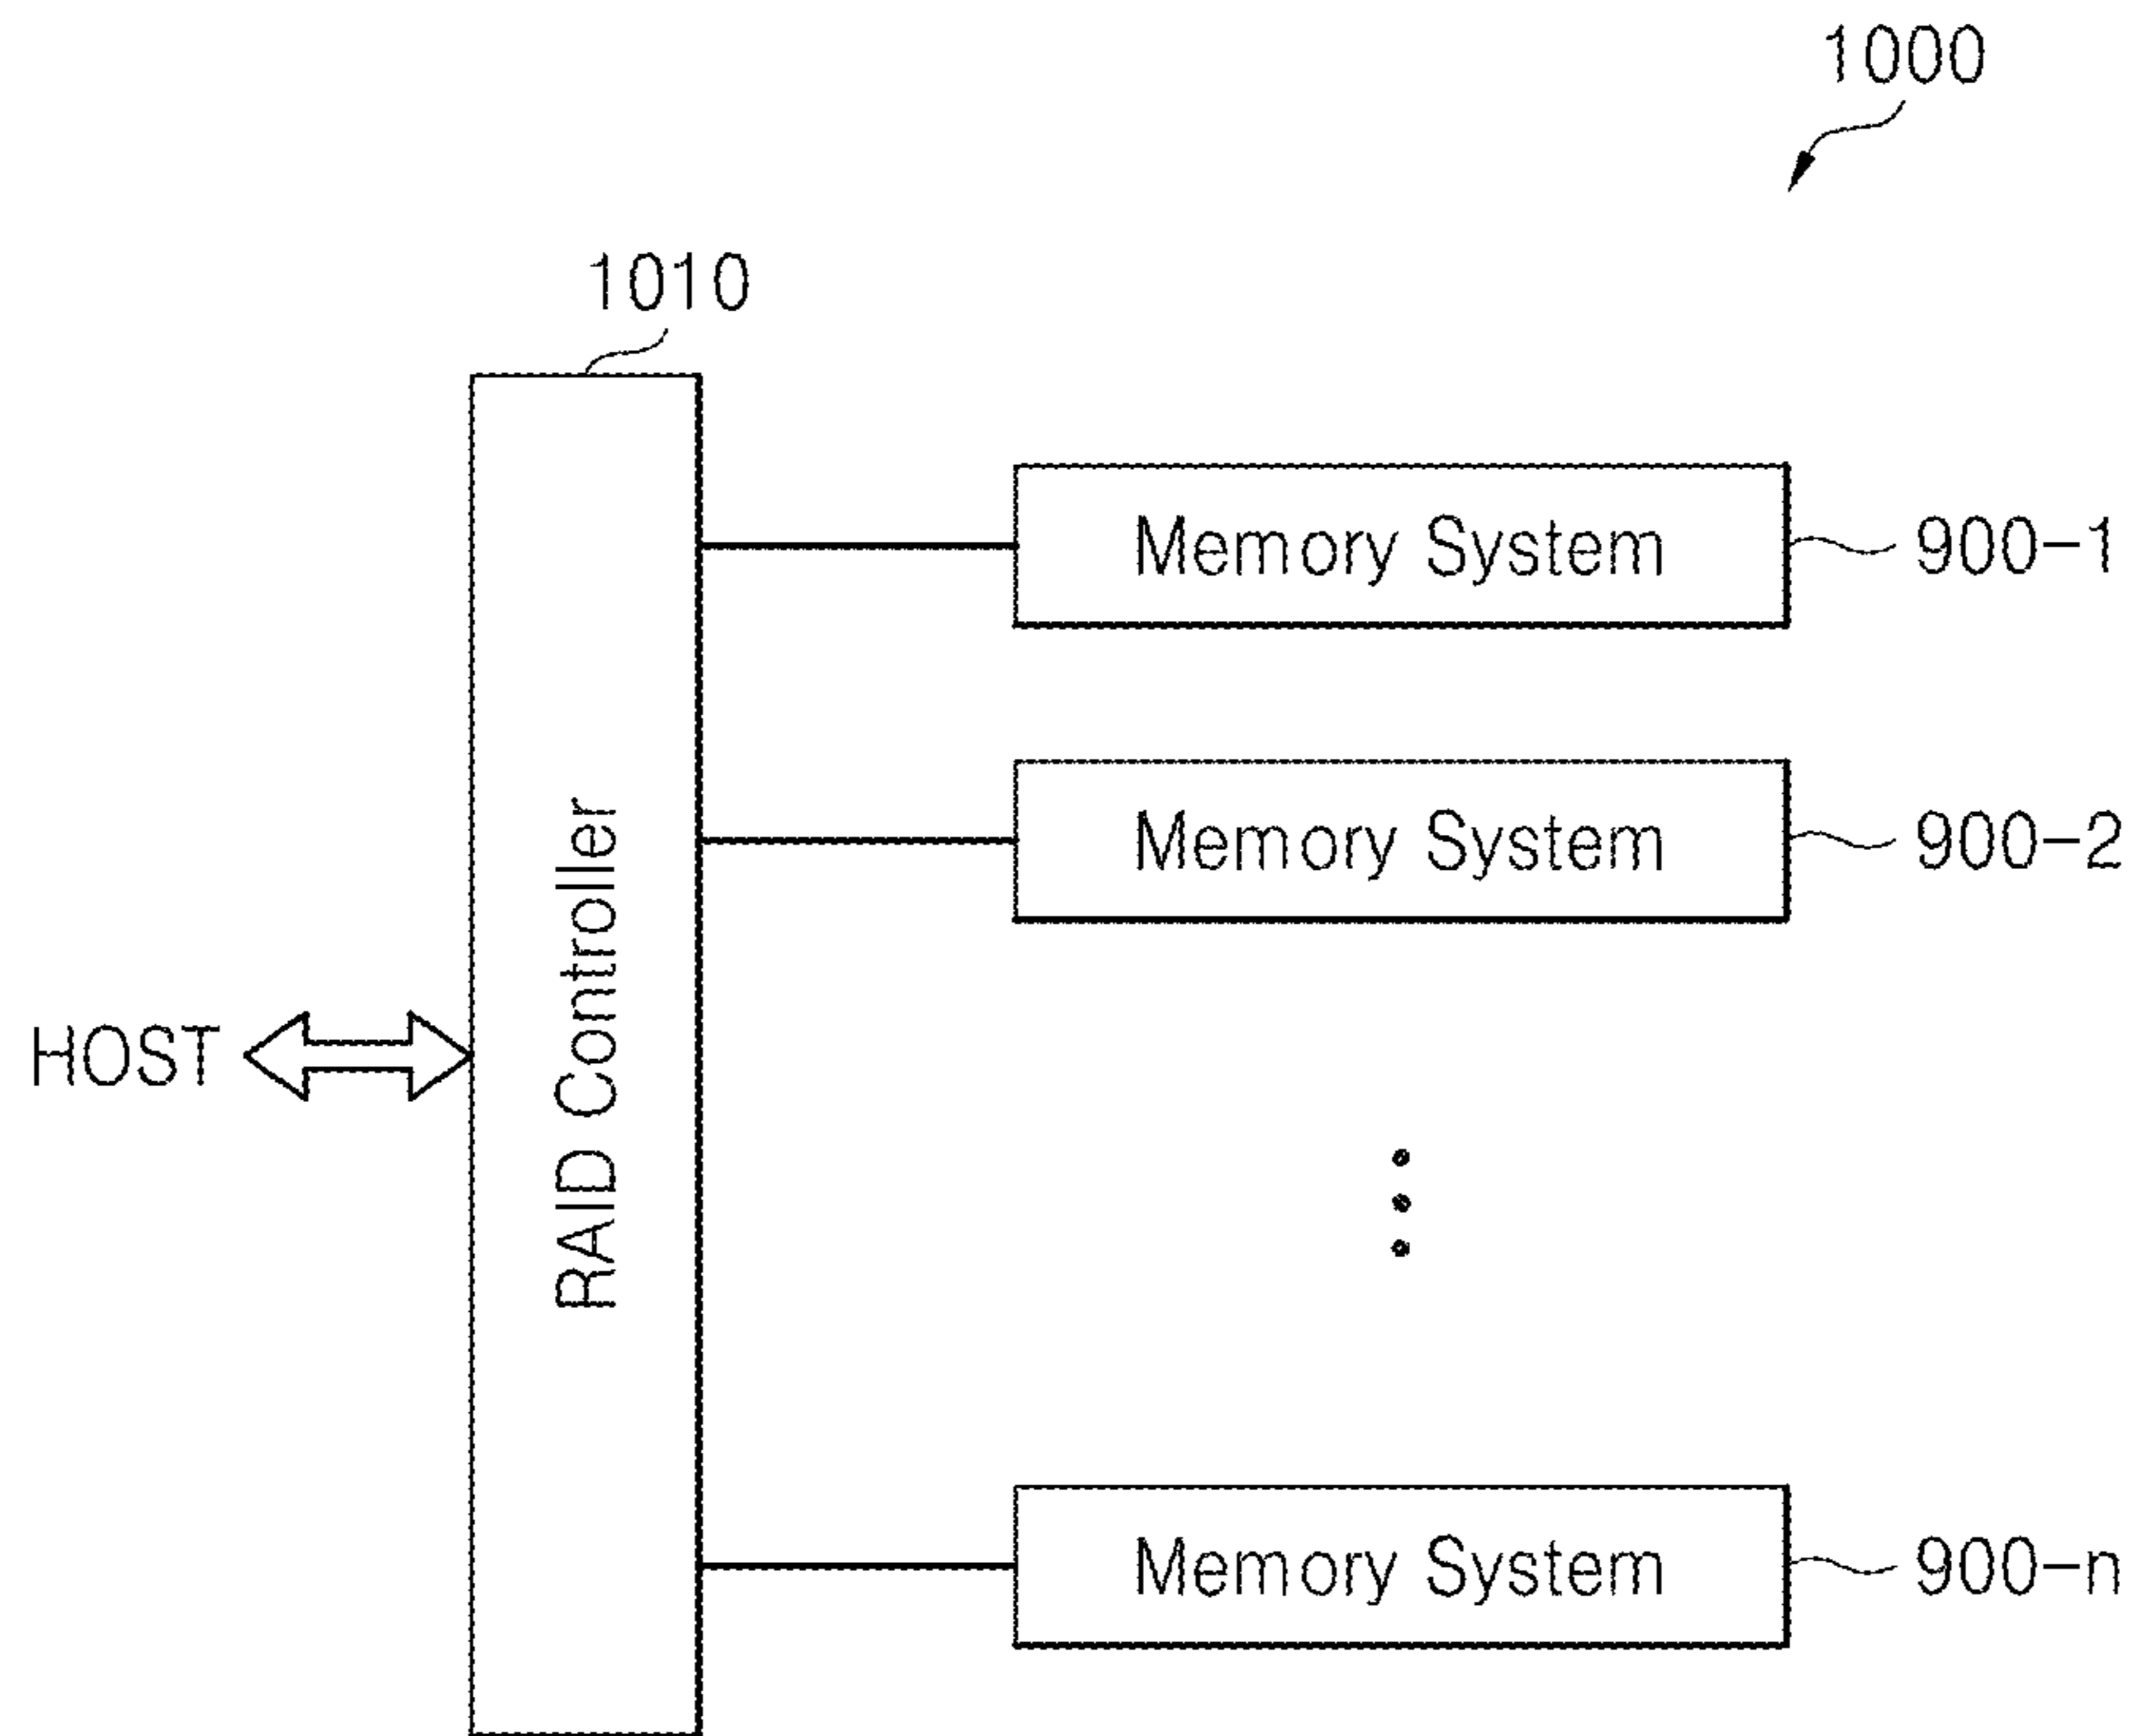 1000
1010
Memory System
900-1
Memory System
900-2
RAID Controller
HOST
Memory System
900-n